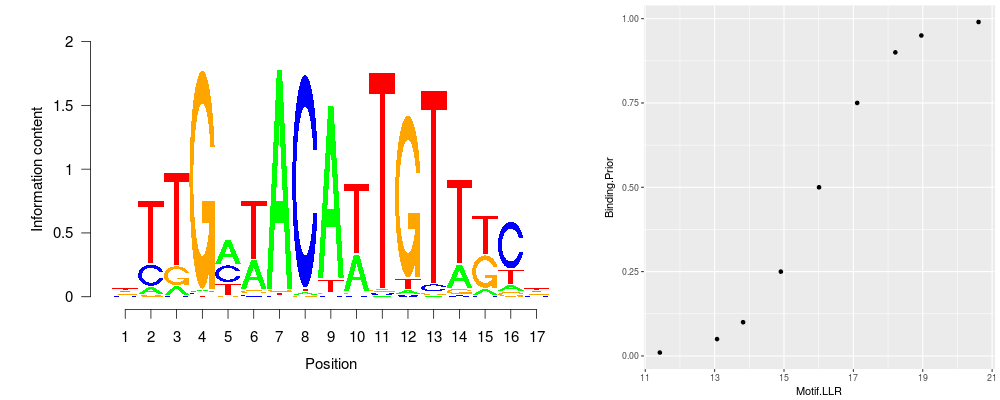 2
1.5
1
0.5
0
Information content
T T G A T A C A T T G T T T C
1 2 3 4 5 6 7 8 9 10 11 12 13 14 15 16 17
Position
1.00
0.75
0.50
0.25
0.00
Binding.Prior
11 13 15 17 19 21
Motif.LLR